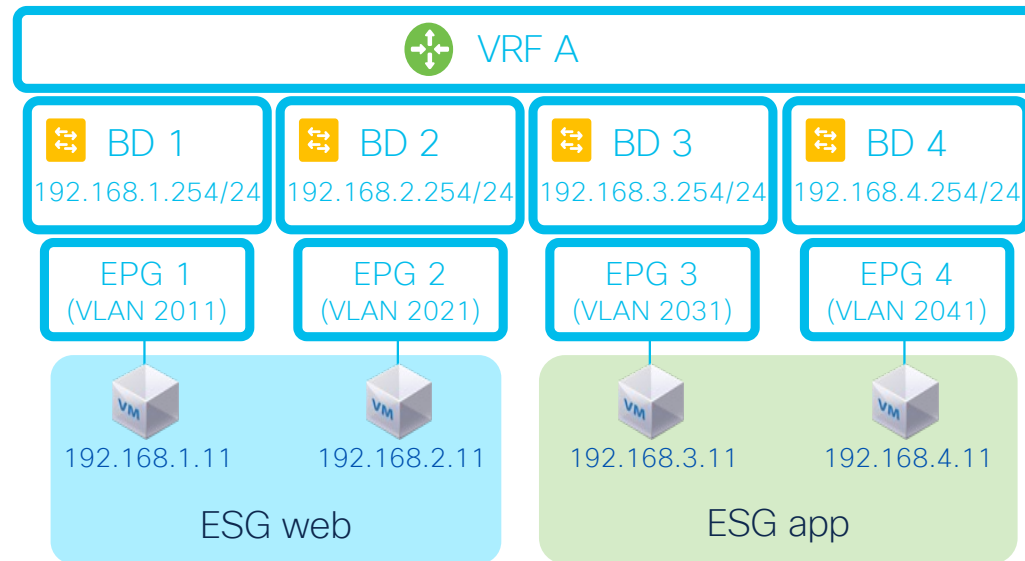 VRF A
BD 1
192.168.1.254/24
BD 2
192.168.2.254/24
BD 3
192.168.3.254/24
BD 4
192.168.4.254/24
EPG 1
(VLAN 2011)
EPG 2
(VLAN 2021)
EPG 3
(VLAN 2031)
EPG 4
(VLAN 2041)
VM
192.168.1.11
VM
192.168.2.11
VM
192.168.3.11
VM
192.168.4.11
ESG web
ESG app